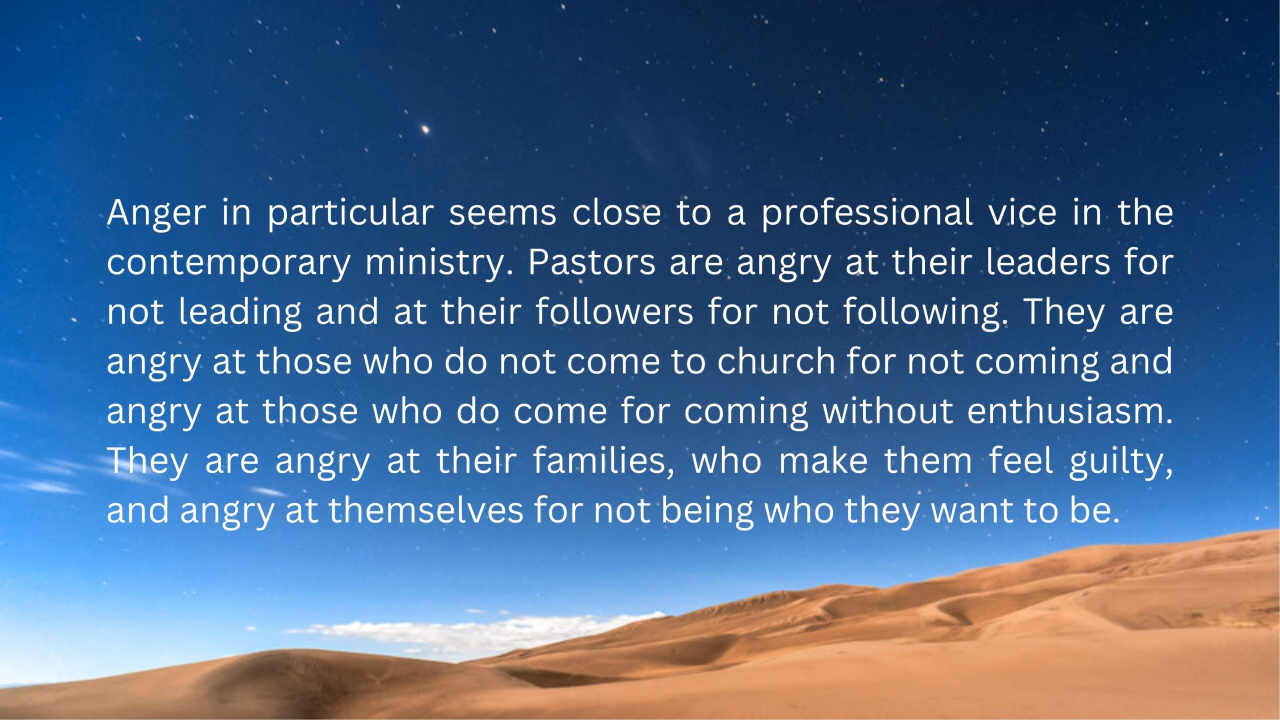 Anger in particular seems close to a professional vice in the
contemporary ministry. Pastors are angry at their leaders for
not leading and at their followers for not following. They are
angry at those who do not come to church for not coming and
angry at those who do come for coming without enthusiasm.
They are angry at their families, who make them feel guilty,
and angry at themselves for not being who they want to be.